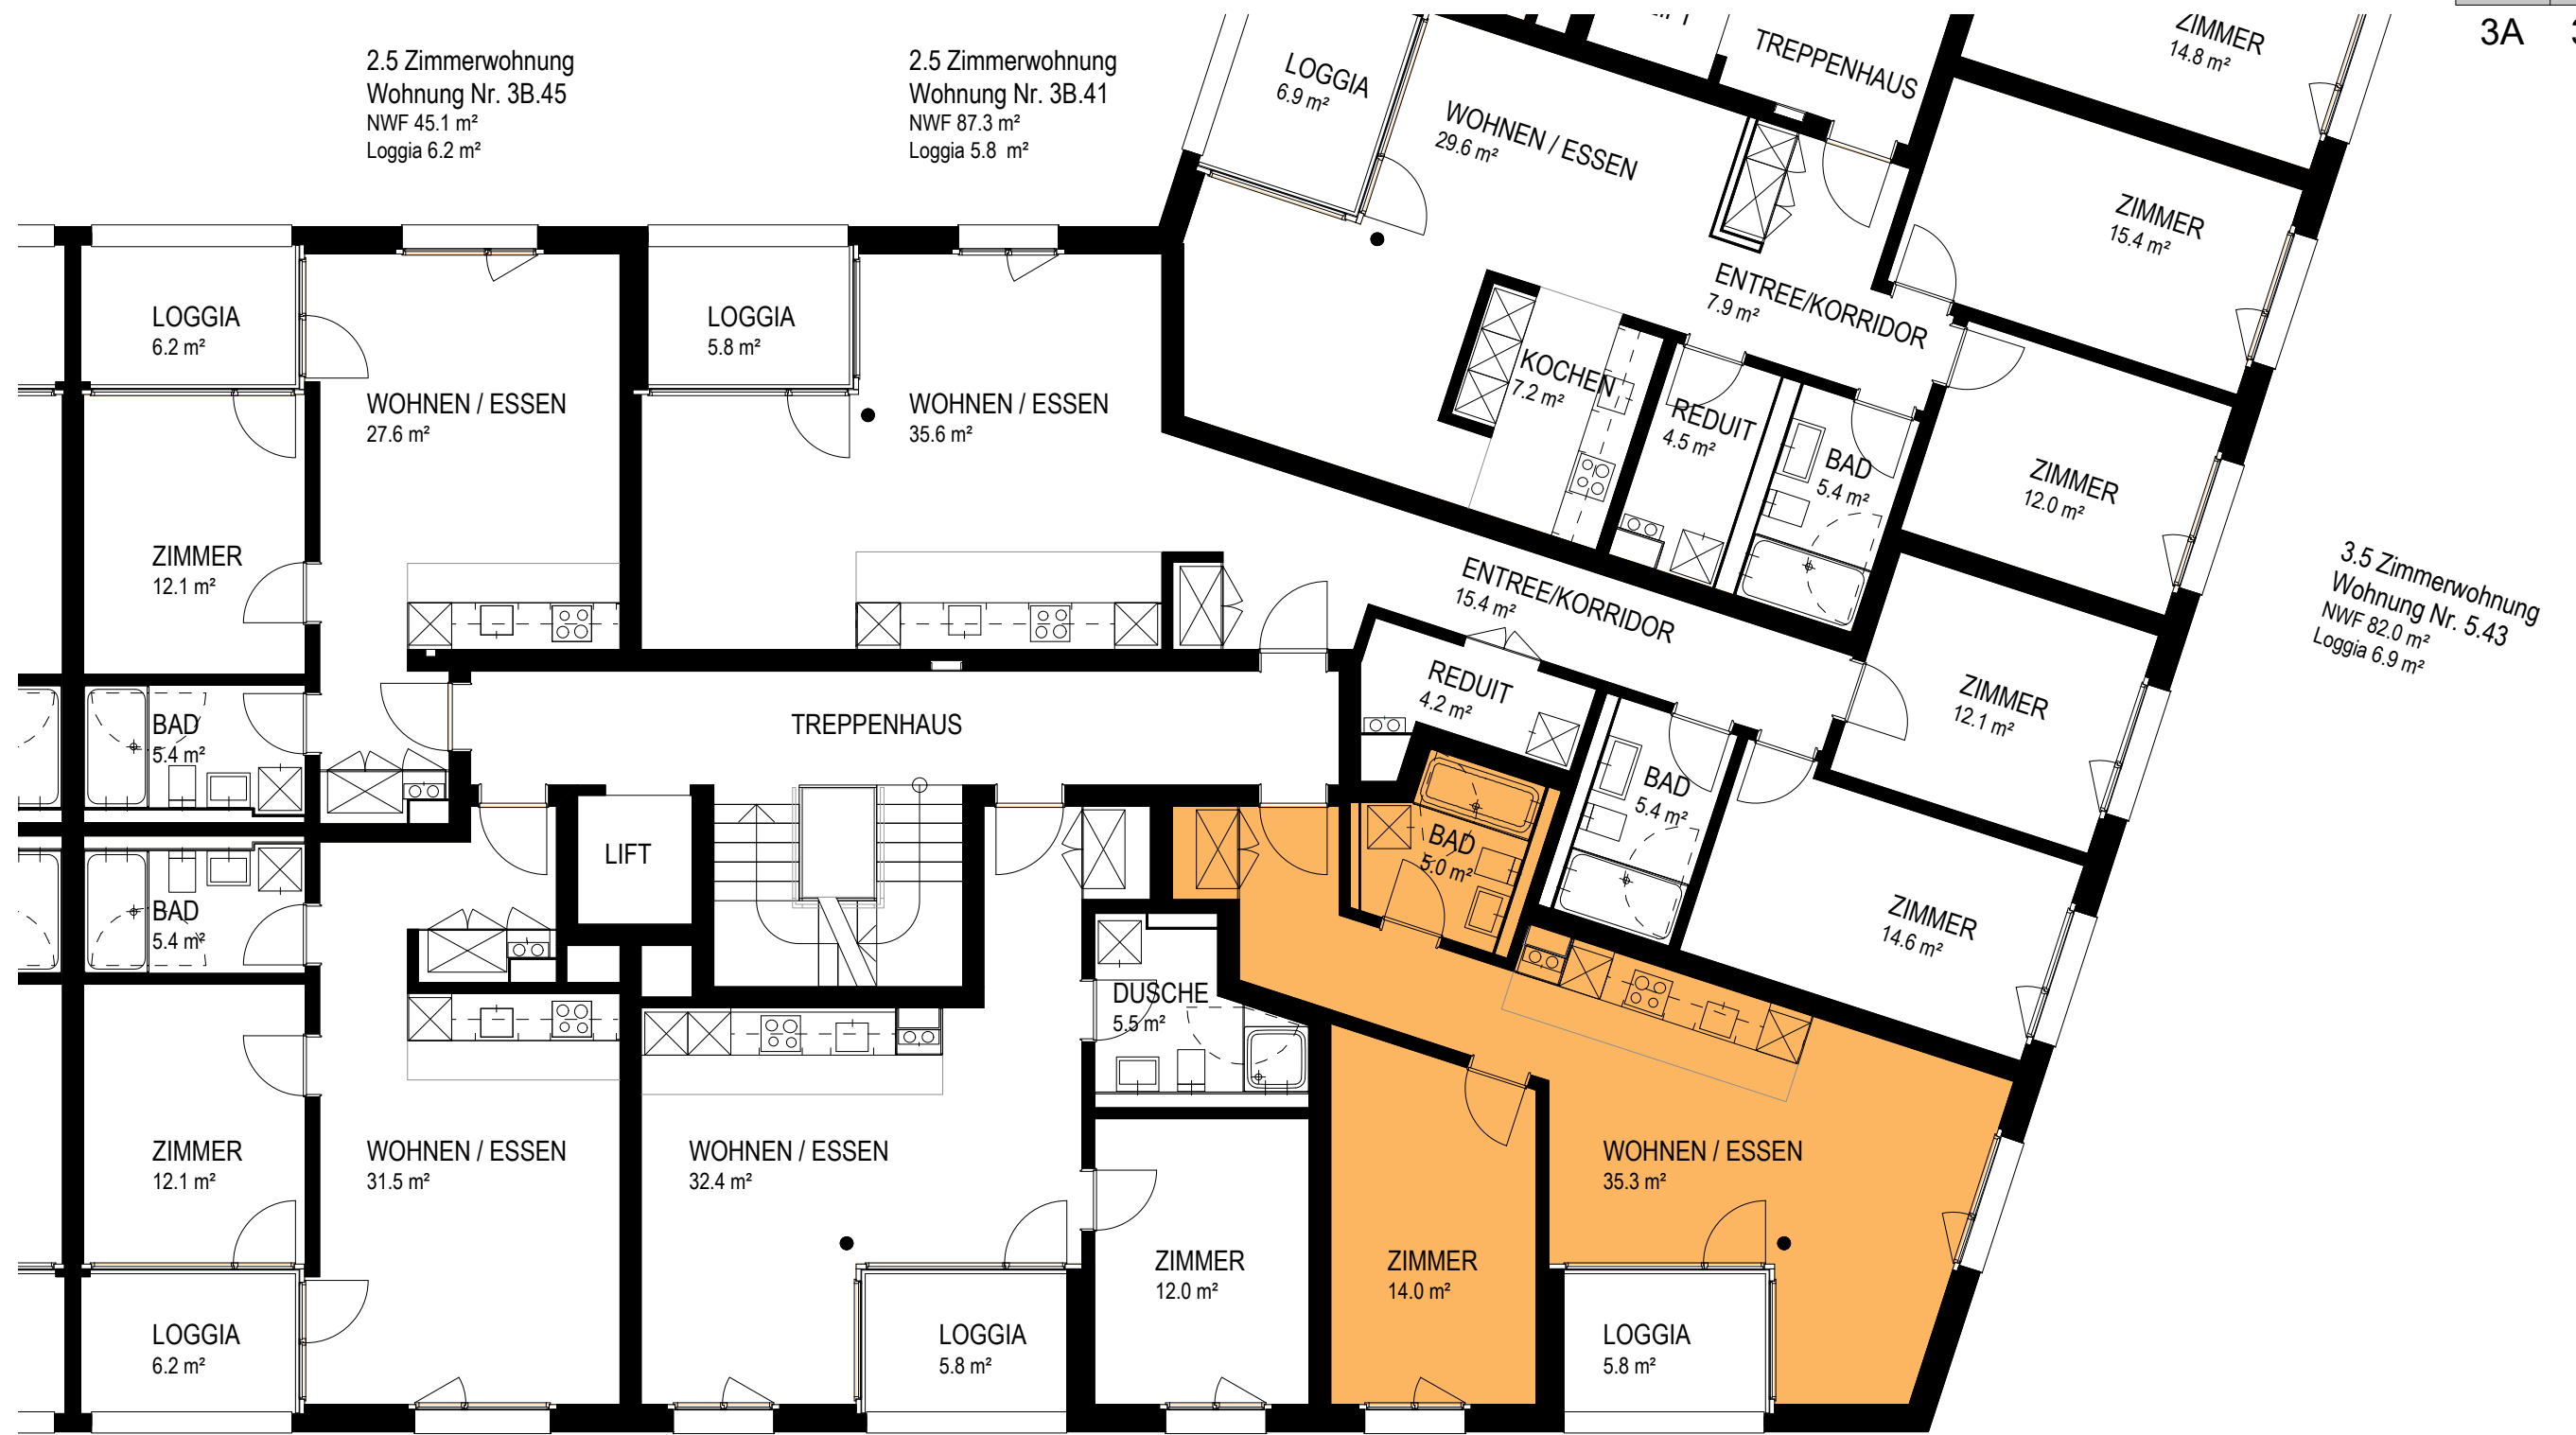 2.5 Zimmerwohnung
Wohnung Nr. 3B.45
NWF 45.1 m²
Loggia 6.2 m²
2.5 Zimmerwohnung
Wohnung Nr. 3B.41
NWF 87.3 m²
Loggia 5.8 m²
3A
LOGGIA
6.9 m²
WOHNEN / ESSEN
29.6 m²
TREPPENHAUS
ZIMMER
14.8 m²
ZIMMER
15.4 m²
ENTREE/KORRIDOR
7.9 m²
LOGGIA
6.2 m²
WOHNEN / ESSEN
27.6 m²
LOGGIA
5.8 m²
WOHNEN / ESSEN
35.6 m²
KOCHEN
7.2 m²
REDUIT
4.5 m²
BAD
5.4 m²
ZIMMER
12.0 m²
3.5 Zimmerwohnung
Wohnung Nr. 5.43
NWF 82.0 m²
Loggia 6.9 m²
ZIMMER
12.1 m²
ENTREE/KORRIDOR
15.4 m²
REDUIT
4.2 m²
ZIMMER
12.1 m²
BAD
5.4 m²
TREPPENHAUS
BAD
5.4 m²
LIFT
BAD
5.0 m²
BAD
5.4 m²
ZIMMER
14.6 m²
DUSCHE
5.5 m²
ZIMMER
12.1 m²
WOHNEN / ESSEN
31.5 m²
WOHNEN / ESSEN
32.4 m²
WOHNEN / ESSEN
35.3 m²
ZIMMER
12.0 m²
ZIMMER
14.0 m²
LOGGIA
6.2 m²
LOGGIA
5.8 m²
LOGGIA
5.8 m²